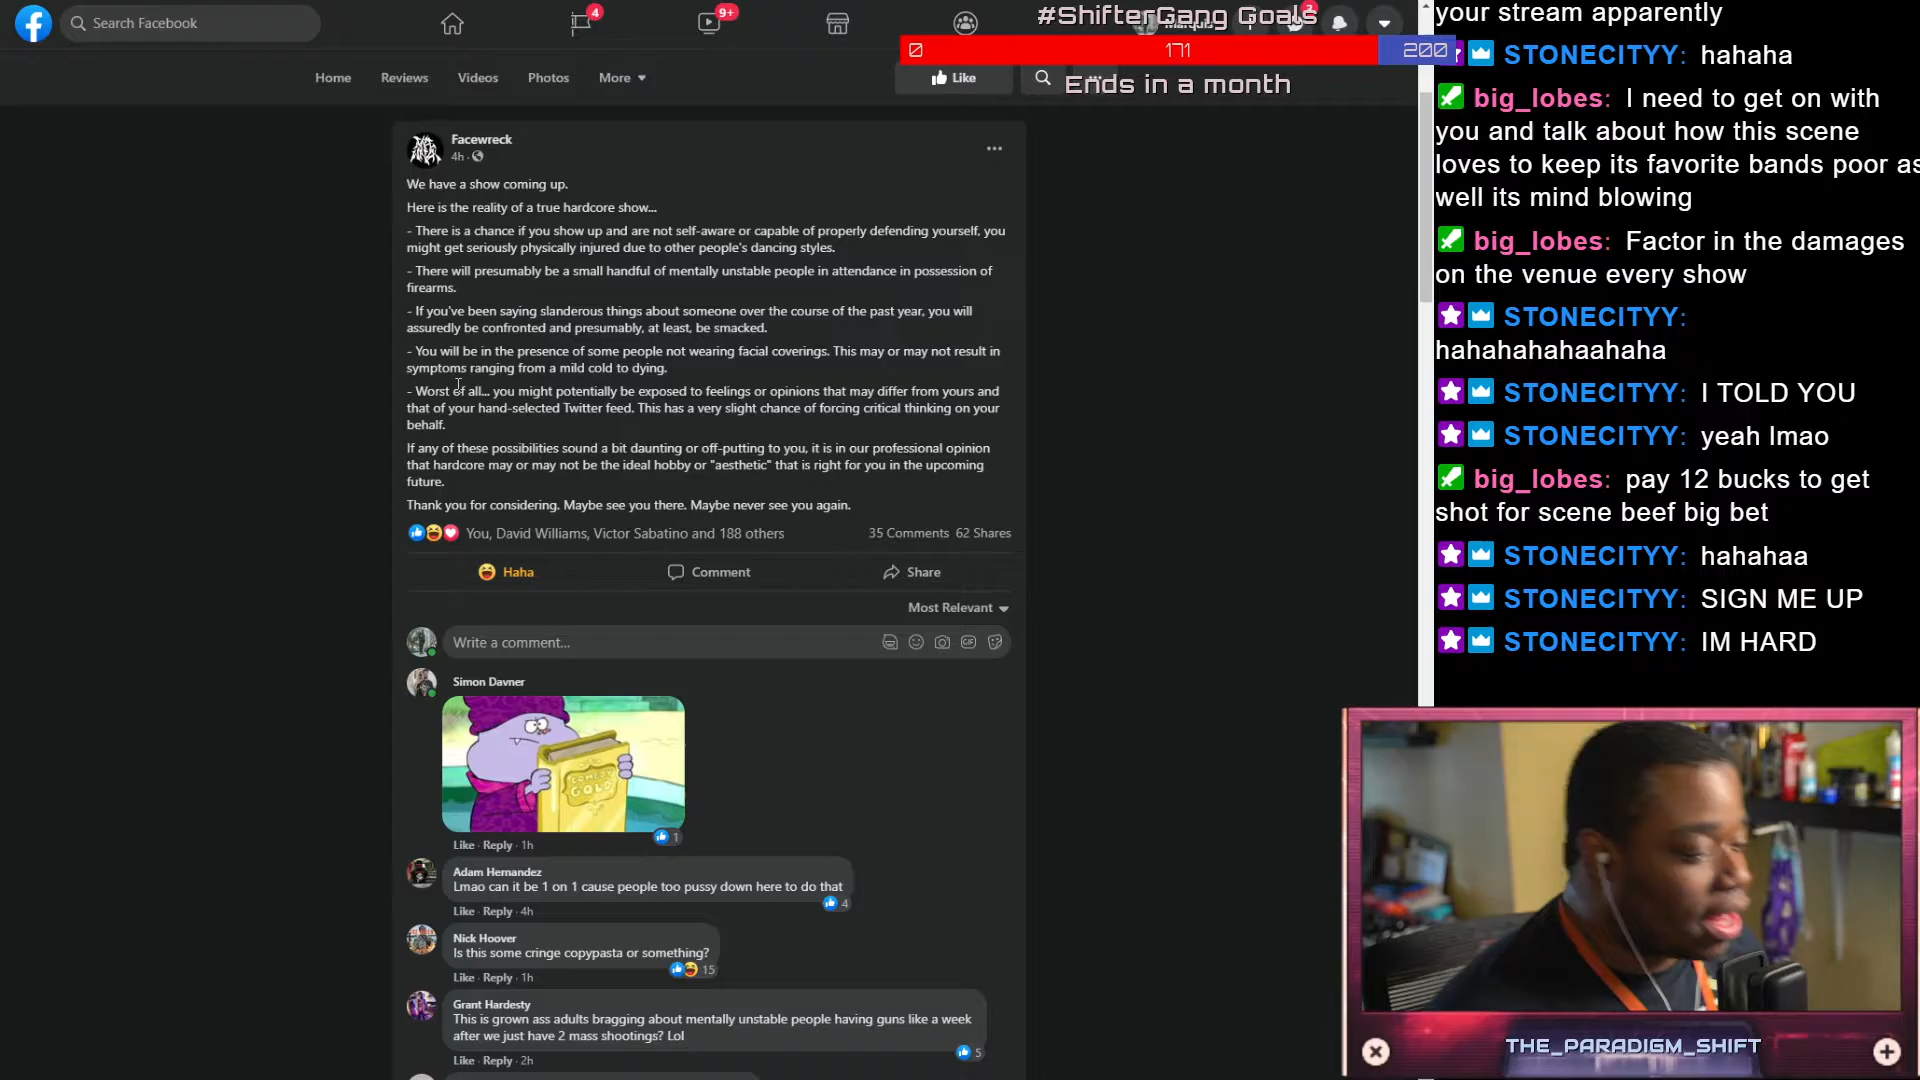 Search Facebook
4
9+
#ShifterGang Goals
0
171
200
Ends in a month
Home
Reviews
Videos
Photos
More
Like
Facewreck
4h
We have a show coming up.
Here is the reality of a true hardcore show...
- There is a chance if you show up and are not self-aware or capable of properly defending yourself, you
might get seriously physically injured due to other people's dancing styles.
- There will presumably be a small handful of mentally unstable people in attendance in possession of
firearms.
- If you've been saying slanderous things about someone over the course of the past year, you will
assuredly be confronted and presumably, at least, be smacked.
- You will be in the presence of some people not wearing facial coverings. This may or may not result in
symptoms ranging from a mild cold to dying.
- Worst of all... you might potentially be exposed to feelings or opinions that may differ from yours and
that of your hand-selected Twitter feed. This has a very slight chance of forcing critical thinking on your
behalf.
If any of these possibilities sound a bit daunting or off-putting to you, it is in our professional opinion
that hardcore may or may not be the ideal hobby or "aesthetic" that is right for you in the upcoming
future.
Thank you for considering. Maybe see you there. Maybe never see you again.
You, David Williams, Victor Sabatino and 188 others
35 Comments 62 Shares
Haha
Comment
Share
Most Relevant
Write a comment...
GIF
Simon Davner
COMEDY
GOLD
1
Like · Reply · 1h
Adam Hernandez
Lmao can it be 1 on 1 cause people too pussy down here to do that
4
Like · Reply · 4h
Nick Hoover
Is this some cringe copypasta or something?
15
Like · Reply · 1h
Grant Hardesty
This is grown ass adults bragging about mentally unstable people having guns like a week
after we just have 2 mass shootings? Lol
5
Like · Reply · 2h
your stream apparently
STONECITYY: hahaha
big_lobes: I need to get on with
you and talk about how this scene
loves to keep its favorite bands poor as
well its mind blowing
big_lobes: Factor in the damages
on the venue every show
STONECITYY:
hahahahahaahaha
STONECITYY: I TOLD YOU
STONECITYY: yeah lmao
big_lobes: pay 12 bucks to get
shot for scene beef big bet
STONECITYY: hahahaa
STONECITYY: SIGN ME UP
STONECITYY: IM HARD
THE_PARADIGM_SHIFT